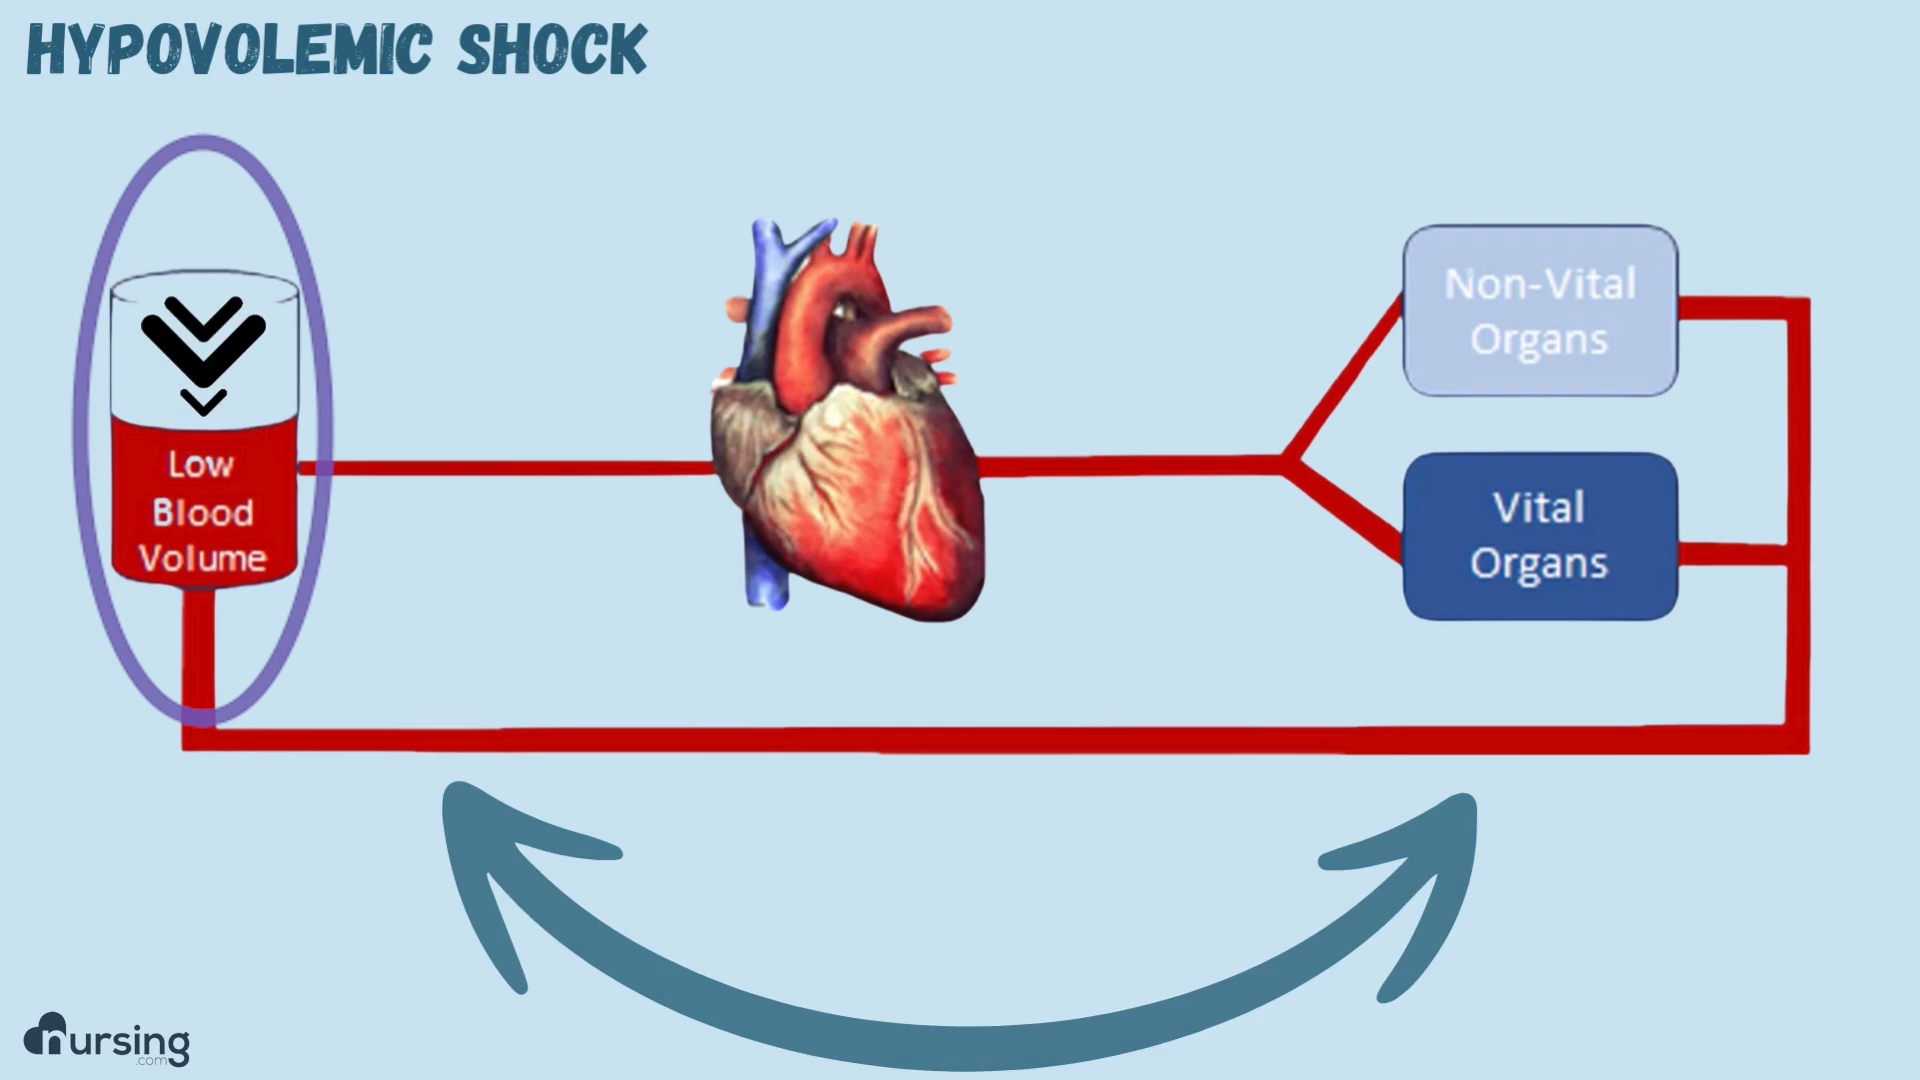 HYPOVOLEMIC SHOCK
Low
Blood
Volume
Non-Vital
Organs
Vital
Organs
nursing
.com